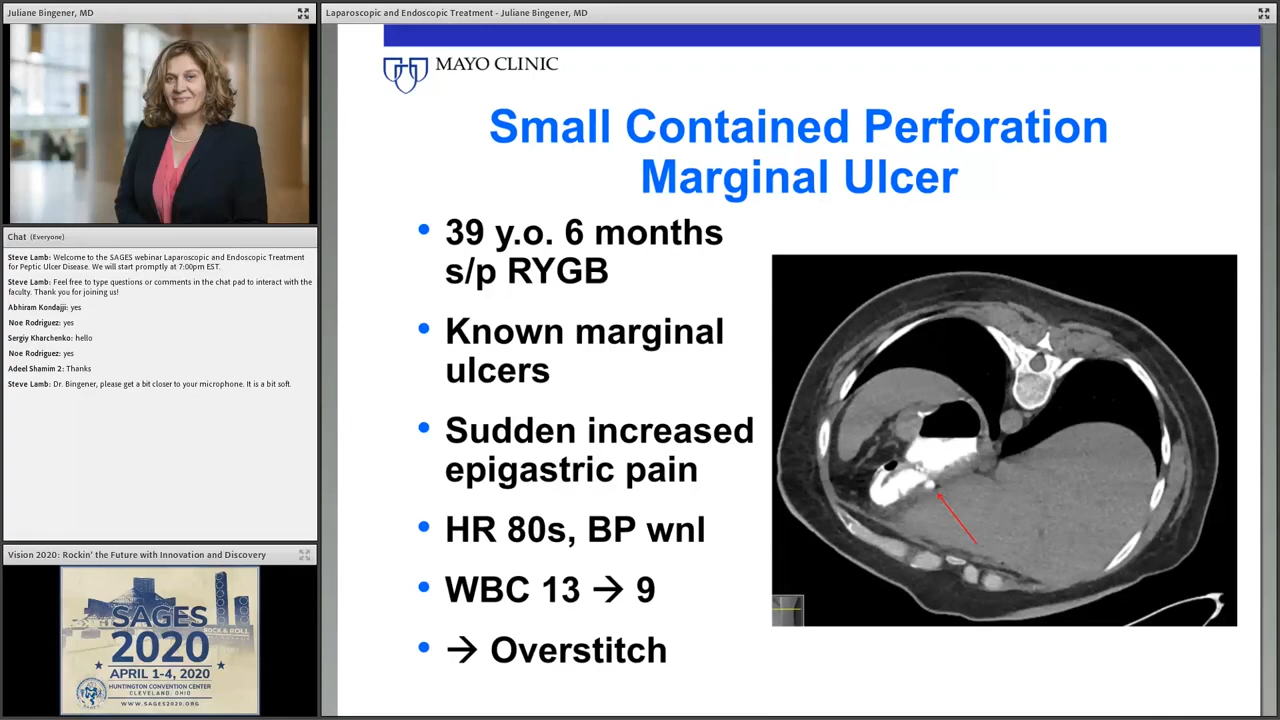 Juliane Bingener, MD
Laparoscopic and Endoscopic Treatment - Juliane Bingener, MD
MAYO CLINIC
Small Contained Perforation
Marginal Ulcer
• 39 y.o. 6 months
s/p RYGB
• Known marginal
ulcers
• Sudden increased
epigastric pain
• HR 80s, BP wnl
• WBC 13 → 9
• → Overstitch
Chat (Everyone)
Steve Lamb: Welcome to the SAGES webinar Laparoscopic and Endoscopic Treatment
for Peptic Ulcer Disease. We will start promptly at 7:00pm EST.
Steve Lamb: Feel free to type questions or comments in the chat pad to interact with the
faculty. Thank you for joining us!
Abhiram Kondajji: yes
Noe Rodriguez: yes
Sergiy Kharchenko: hello
Noe Rodriguez: yes
Adeel Shamim 2: Thanks
Steve Lamb: Dr. Bingener, please get a bit closer to your microphone. It is a bit soft.
Vision 2020: Rockin' the Future with Innovation and Discovery
SAGES
ROCK & ROLL
2020
APRIL 1-4, 2020
HUNTINGTON CONVENTION CENTER
CLEVELAND, OHIO
WWW.SAGES2020.ORG